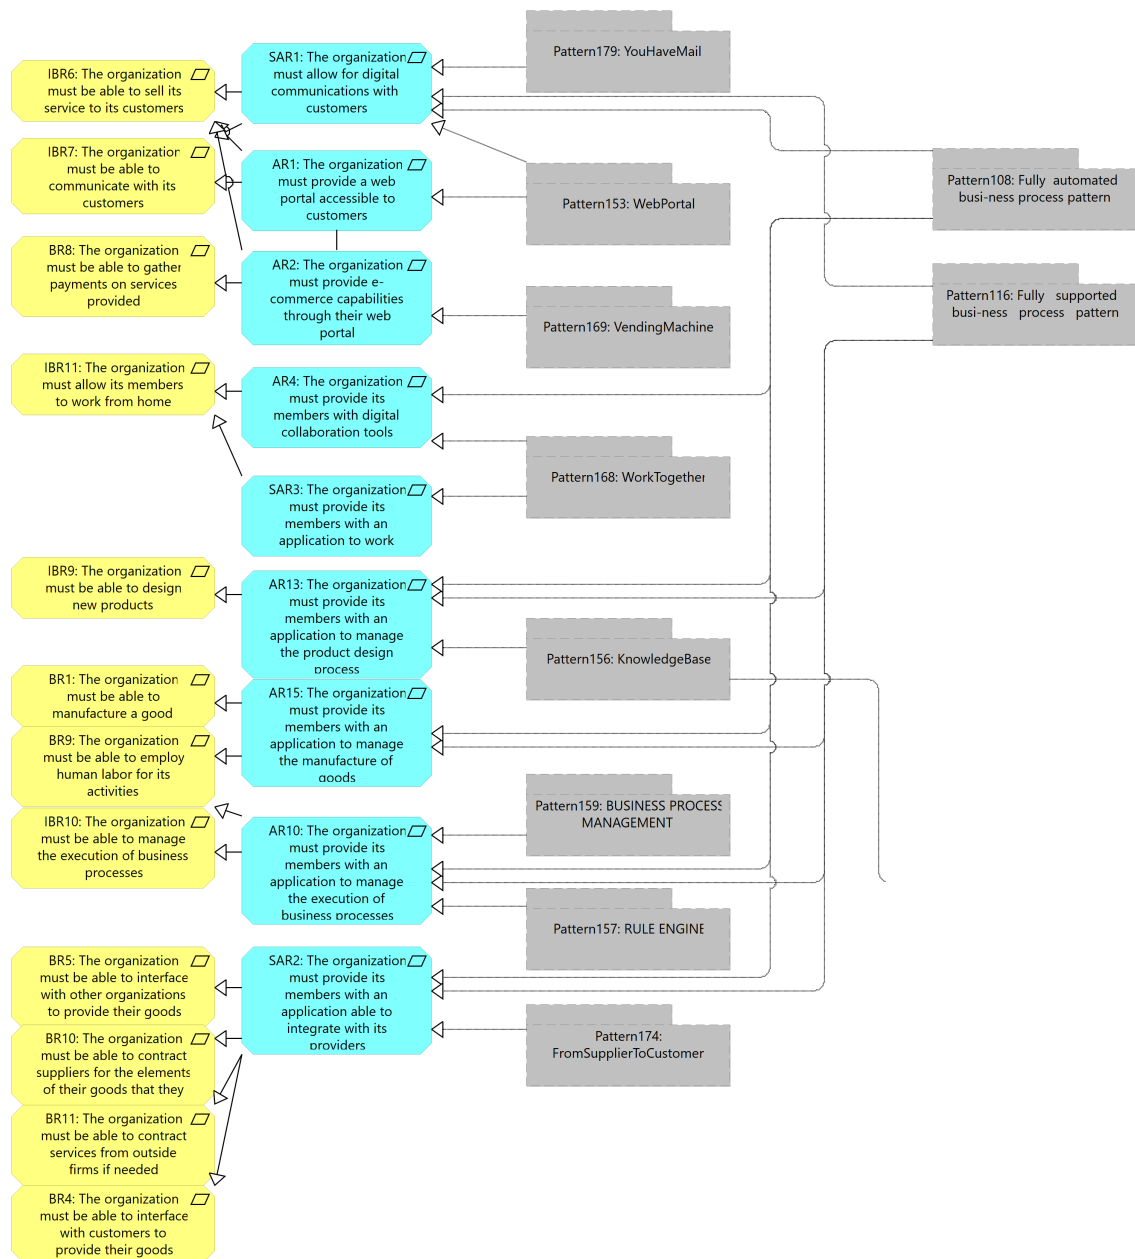 IBR6: The organization
must be able to sell its
service to its customers
IBR7: The organization
must be able to
communicate with its
customers
BR8: The organization
must be able to gather
payments on services
provided
IBR11: The organization
must allow its members
to work from home
IBR9: The organization
must be able to design
new products
BR1: The organization
must be able to
manufacture a good
BR9: The organization
must be able to employ
human labor for its
activities
IBR10: The organization
must be able to manage
the execution of business
processes
BR5: The organization
must be able to interface
with other organizations
to provide their goods
BR10: The organization
must be able to contract
suppliers for the elements
of their goods that they
BR11: The organization
must be able to contract
services from outside
firms if needed
BR4: The organization
must be able to interface
with customers to
provide their goods
SAR1: The organization
must allow for digital
communications with
customers
AR1: The organization
must provide a web
portal accessible to
customers
AR2: The organization
must provide e-
commerce capabilities
through their web
portal
AR4: The organization
must provide its
members with digital
collaboration tools
SAR3: The organization
must provide its
members with an
application to work
AR13: The organization
must provide its
members with an
application to manage
the product design
process
AR15: The organization
must provide its
members with an
application to manage
the manufacture of
goods
AR10: The organization
must provide its
members with an
application to manage
the execution of
business processes
SAR2: The organization
must provide its
members with an
application able to
integrate with its
providers
Pattern179: YouHaveMail
Pattern153: WebPortal
Pattern169: VendingMachine
Pattern168: WorkTogether
Pattern156: KnowledgeBase
Pattern159: BUSINESS PROCESS
MANAGEMENT
Pattern157: RULE ENGINE
Pattern174:
FromSupplierToCustomer
Pattern108: Fully automated
busi-ness process pattern
Pattern116: Fully supported
busi-ness process pattern